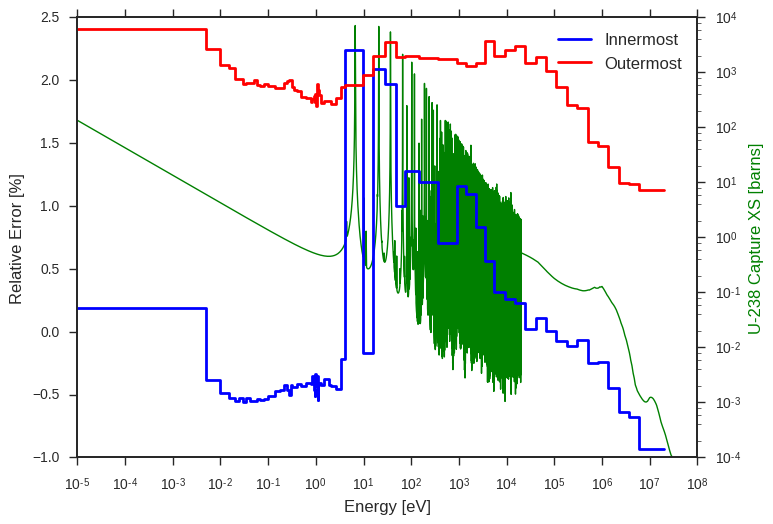 2.5
2.0
1.5
1.0
0.5
0.0
−0.5
−1.0
Relative Error [%]
Innermost
Outermost
10⁴
10³
10²
10¹
10⁰
10⁻¹
10⁻²
10⁻³
10⁻⁴
U-238 Capture XS [barns]
10⁻⁵ 10⁻⁴ 10⁻³ 10⁻² 10⁻¹ 10⁰ 10¹ 10² 10³ 10⁴ 10⁵ 10⁶ 10⁷ 10⁸
Energy [eV]